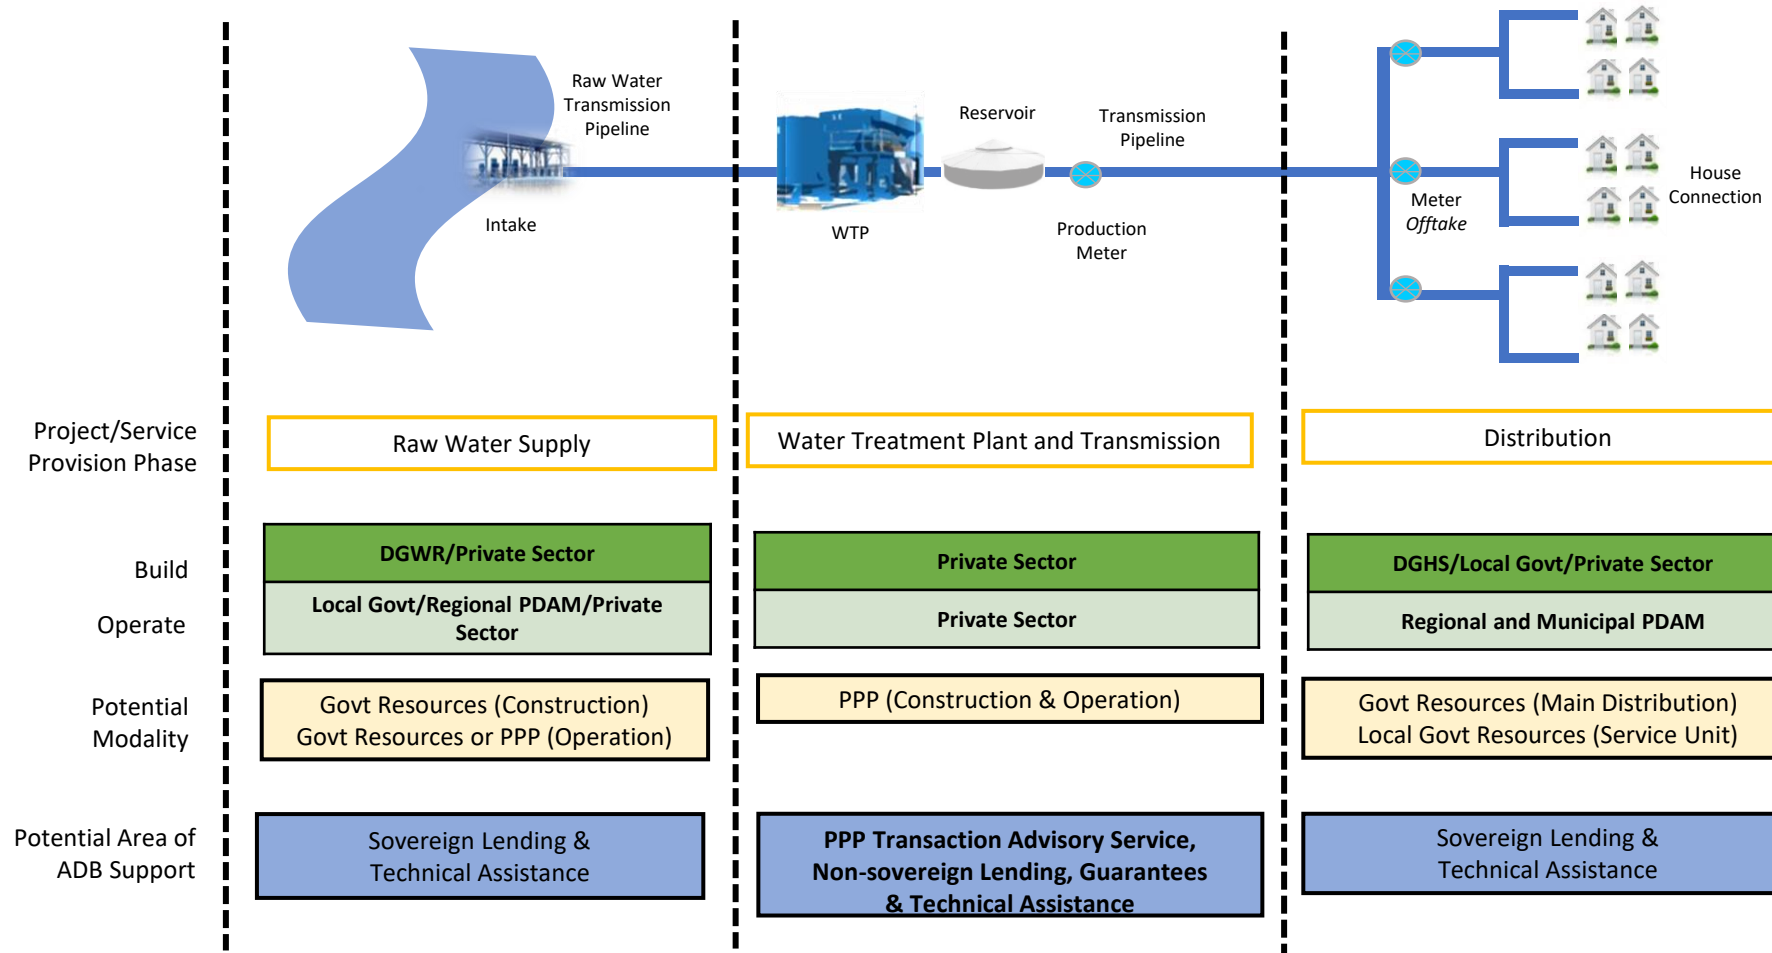 Raw Water
Transmission
Pipeline
Intake
WTP
Reservoir
Transmission
Pipeline
Production
Meter
Meter
Offtake
House
Connection
Project/Service
Provision Phase
Raw Water Supply
Water Treatment Plant and Transmission
Distribution
Build
DGWR/Private Sector
Private Sector
DGHS/Local Govt/Private Sector
Operate
Local Govt/Regional PDAM/Private
Sector
Private Sector
Regional and Municipal PDAM
Potential
Modality
Govt Resources (Construction)
Govt Resources or PPP (Operation)
PPP (Construction & Operation)
Govt Resources (Main Distribution)
Local Govt Resources (Service Unit)
Potential Area of
ADB Support
Sovereign Lending &
Technical Assistance
PPP Transaction Advisory Service,
Non-sovereign Lending, Guarantees
& Technical Assistance
Sovereign Lending &
Technical Assistance